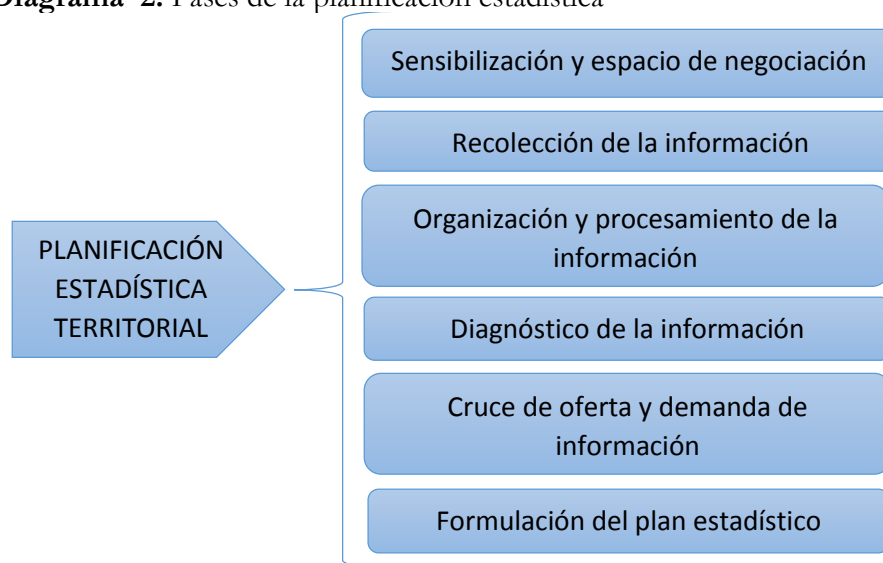 Diagrama 2. Fases de la planificación estadística
Sensibilización y espacio de negociación
Recolección de la información
Organización y procesamiento de la
información
PLANIFICACIÓN
ESTADÍSTICA
TERRITORIAL
Diagnóstico de la información
Cruce de oferta y demanda de
información
Formulación del plan estadístico